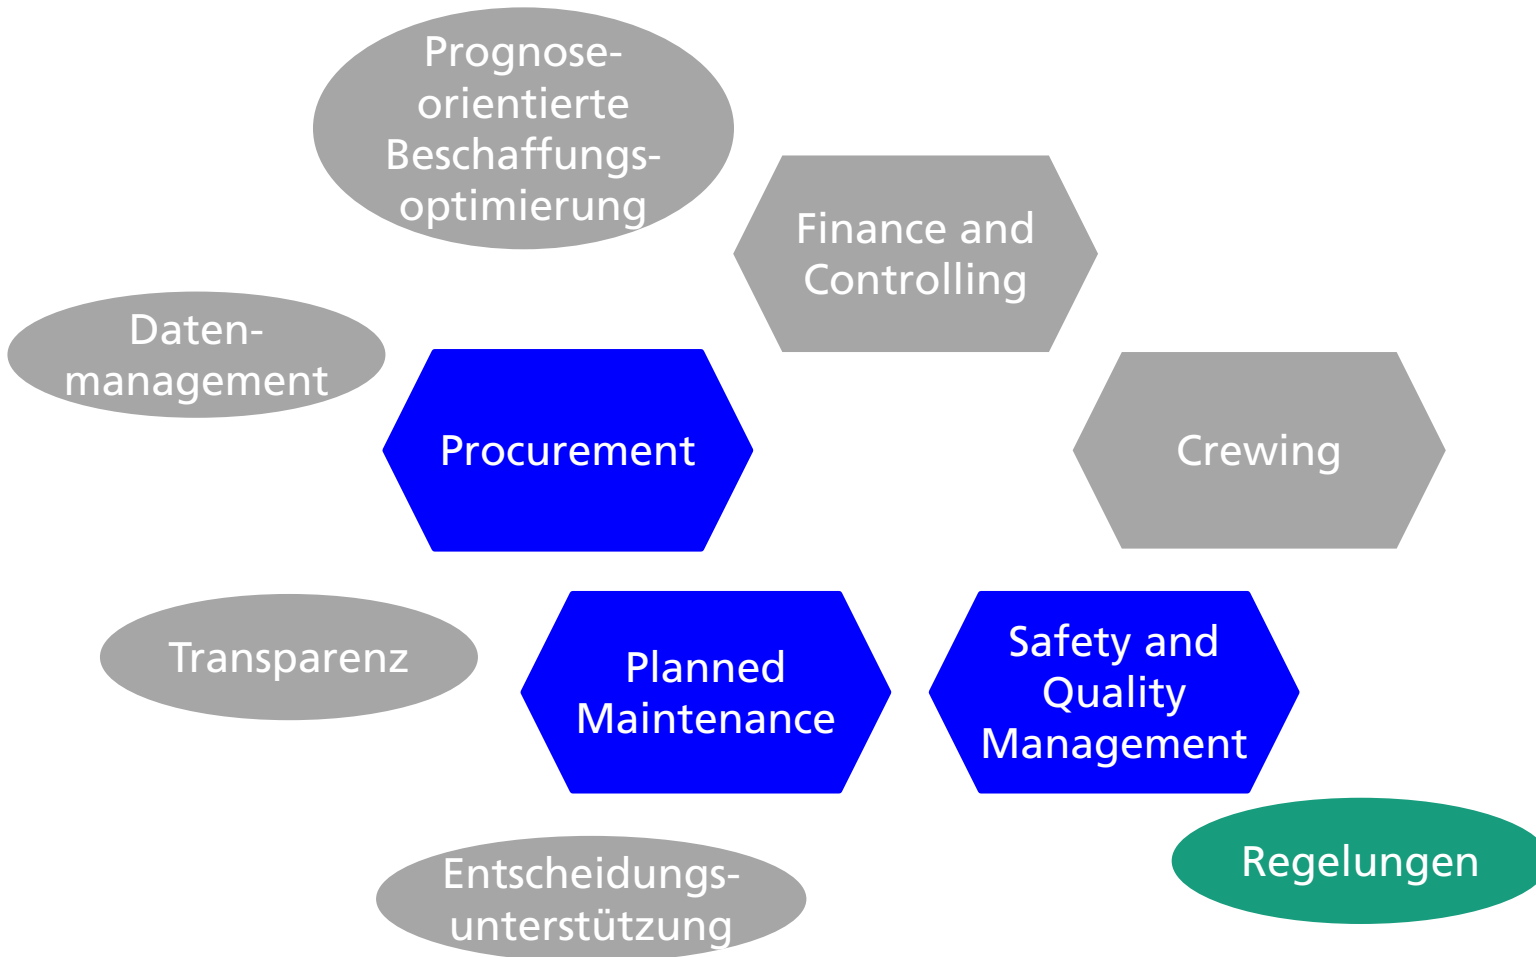 Prognose-
orientierte
Beschaffungs-
optimierung
Finance and
Controlling
Daten-
management
Procurement
Crewing
Transparenz
Planned
Maintenance
Safety and
Quality
Management
Entscheidungs-
unterstützung
Regelungen